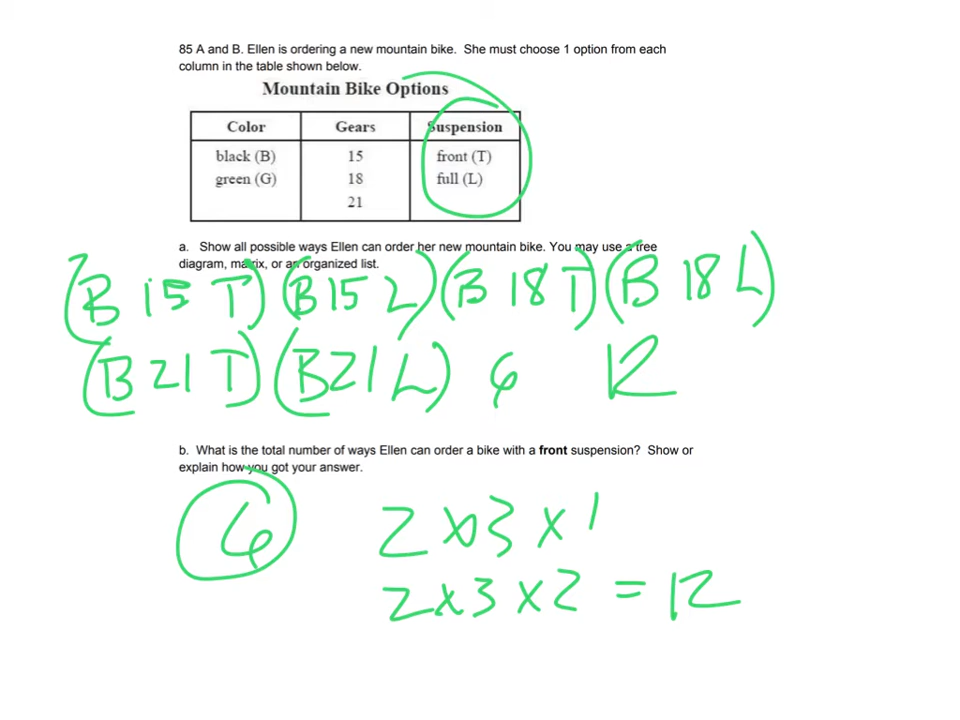 85 A and B. Ellen is ordering a new mountain bike. She must choose 1 option from each
column in the table shown below.
Mountain Bike Options
Color Gears Suspension
black (B) 15 front (T)
green (G) 18 full (L)
21
a. Show all possible ways Ellen can order her new mountain bike. You may use a tree
diagram, matrix, or an organized list.
(B 15 T) (B 15 L) (B 18 T) (B 18 L)
(B 21 T) (B 21 L) 6 12
b. What is the total number of ways Ellen can order a bike with a front suspension? Show or
explain how you got your answer.
6 2 x 3 x 1
2 x 3 x 2 = 12